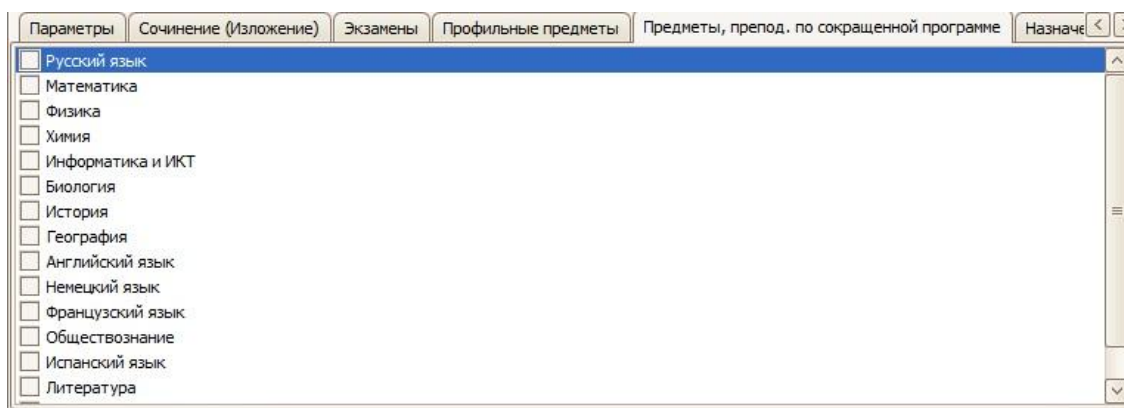 Параметры Сочинение (Изложение) Экзамены Профильные предметы Предметы, препод. по сокращенной программе Назначе
Русский язык
Математика
Физика
Химия
Информатика и ИКТ
Биология
История
География
Английский язык
Немецкий язык
Французский язык
Обществознание
Испанский язык
Литература